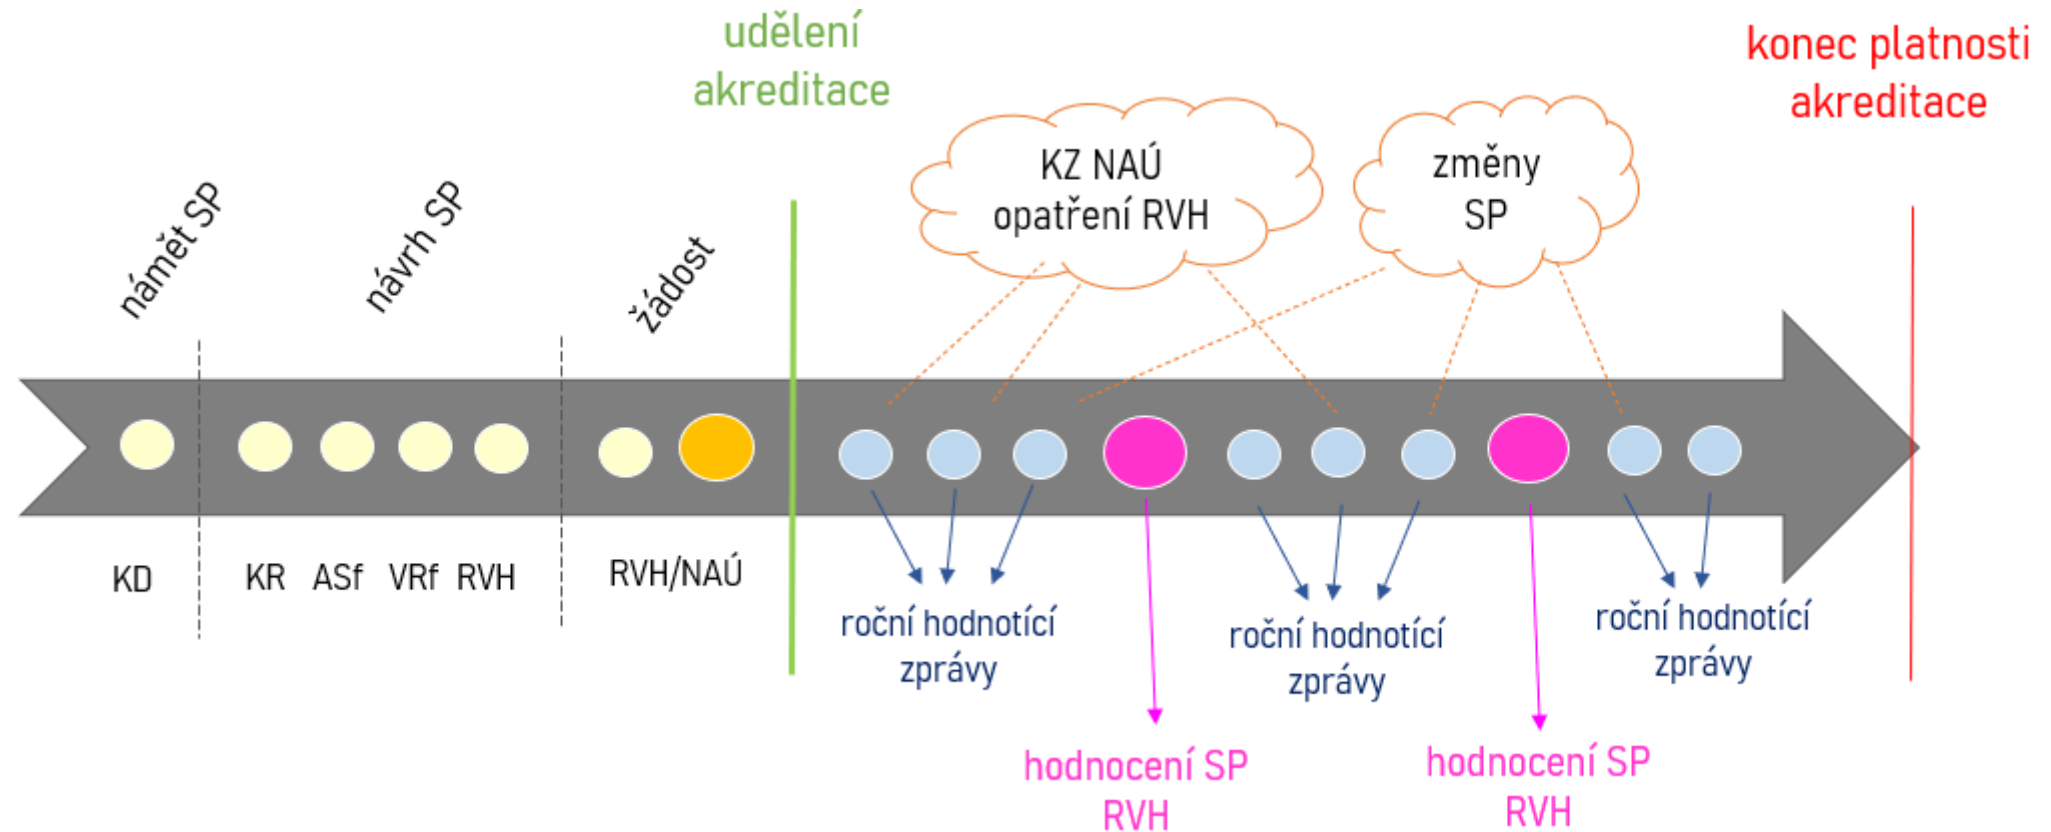 udělení
akreditace
konec platnosti
akreditace
KZ NAÚ
opatření RVH
změny
SP
námět SP
návrh SP
žádost
KD
KR ASf VRf RVH
RVH/NAÚ
roční hodnotící
zprávy
roční hodnotící
zprávy
roční hodnotící
zprávy
hodnocení SP
RVH
hodnocení SP
RVH